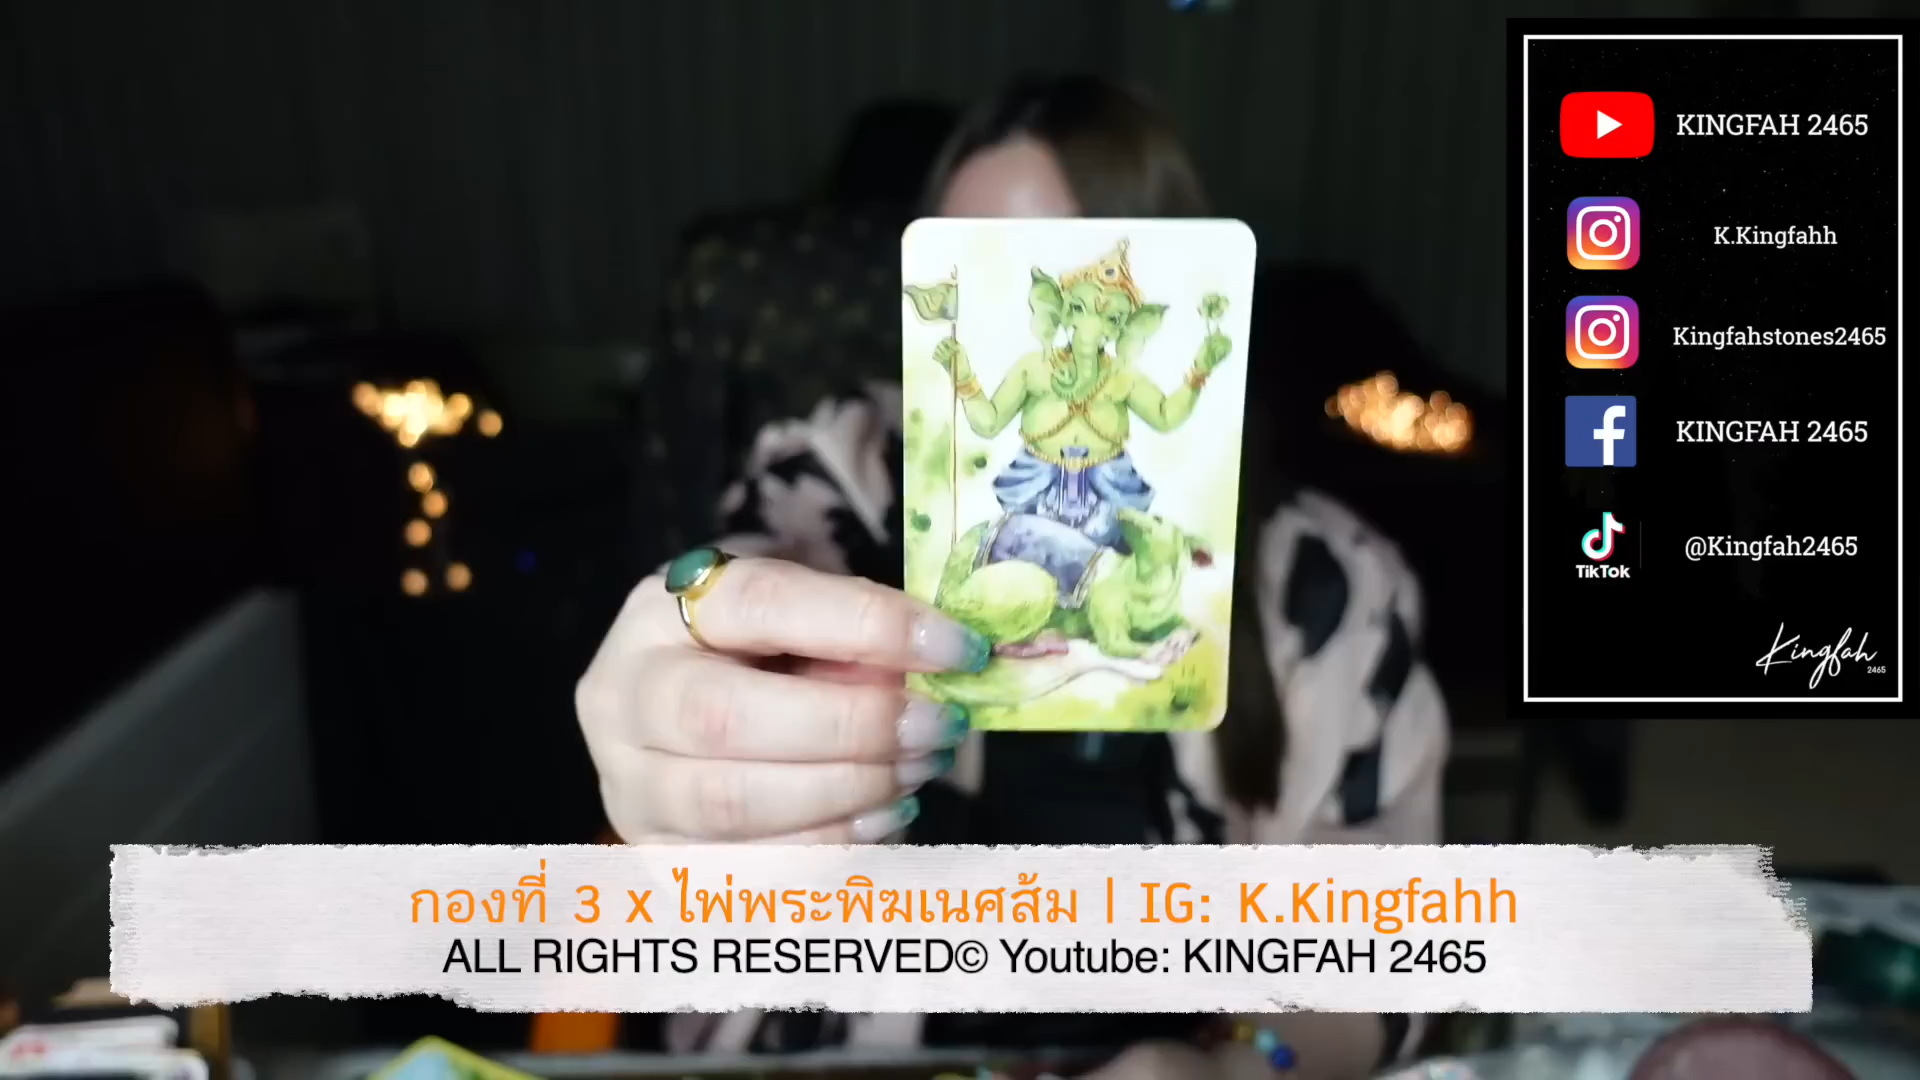 KINGFAH 2465
K.Kingfahh
Kingfahstones2465
KINGFAH 2465
TikTok
@Kingfah2465
Kingfah
2465
กองที่ 3 x ไพ่พระพิฆเนศส้ม | IG: K.Kingfahh
ALL RIGHTS RESERVED© Youtube: KINGFAH 2465